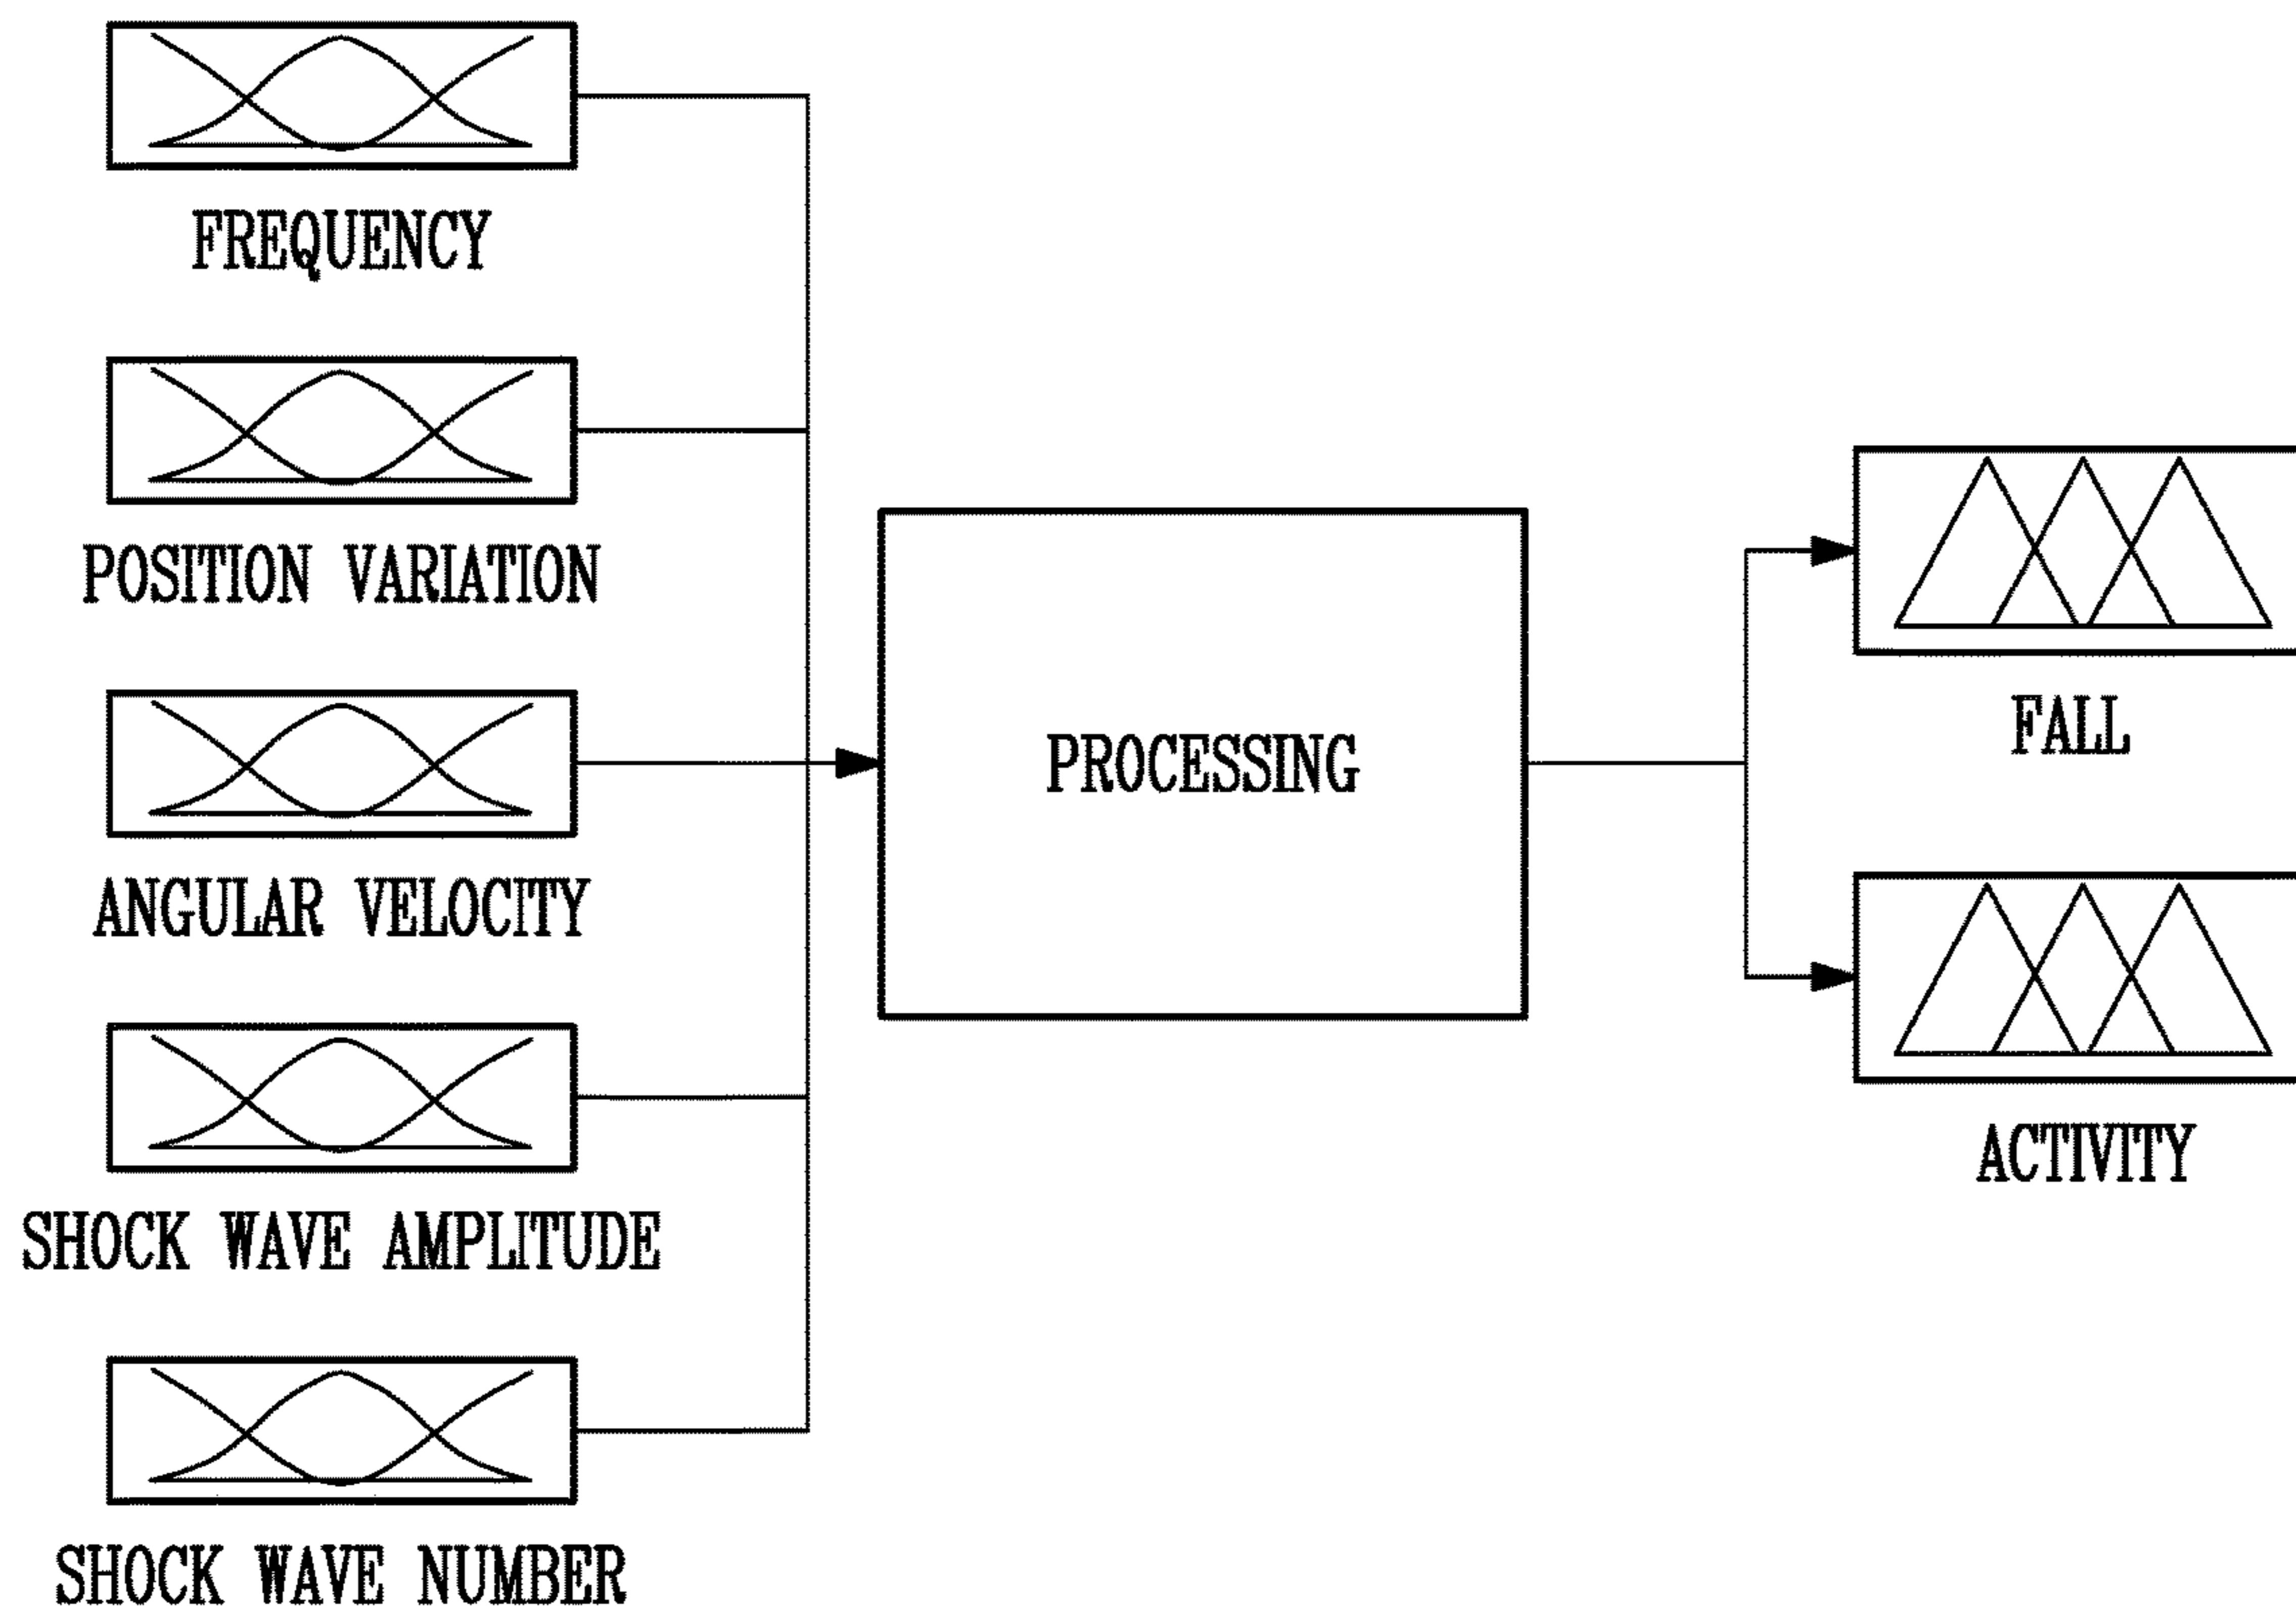 FREQUENCY
POSITION VARIATION
ANGULAR VELOCITY
SHOCK WAVE AMPLITUDE
SHOCK WAVE NUMBER
PROCESSING
FALL
ACTIVITY